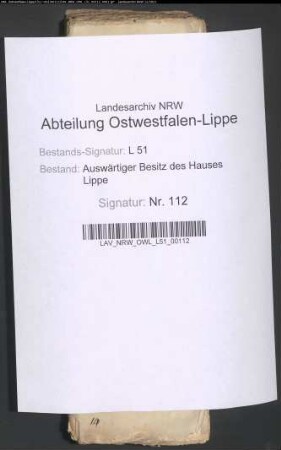 Landesarchiv NRW
Abteilung Ostwestfalen-Lippe
Bestands-Signatur: L 51
Bestand: Auswärtiger Besitz des Hauses
Lippe
Signatur: Nr. 112
LAV_NRW_OWL_L51_00112